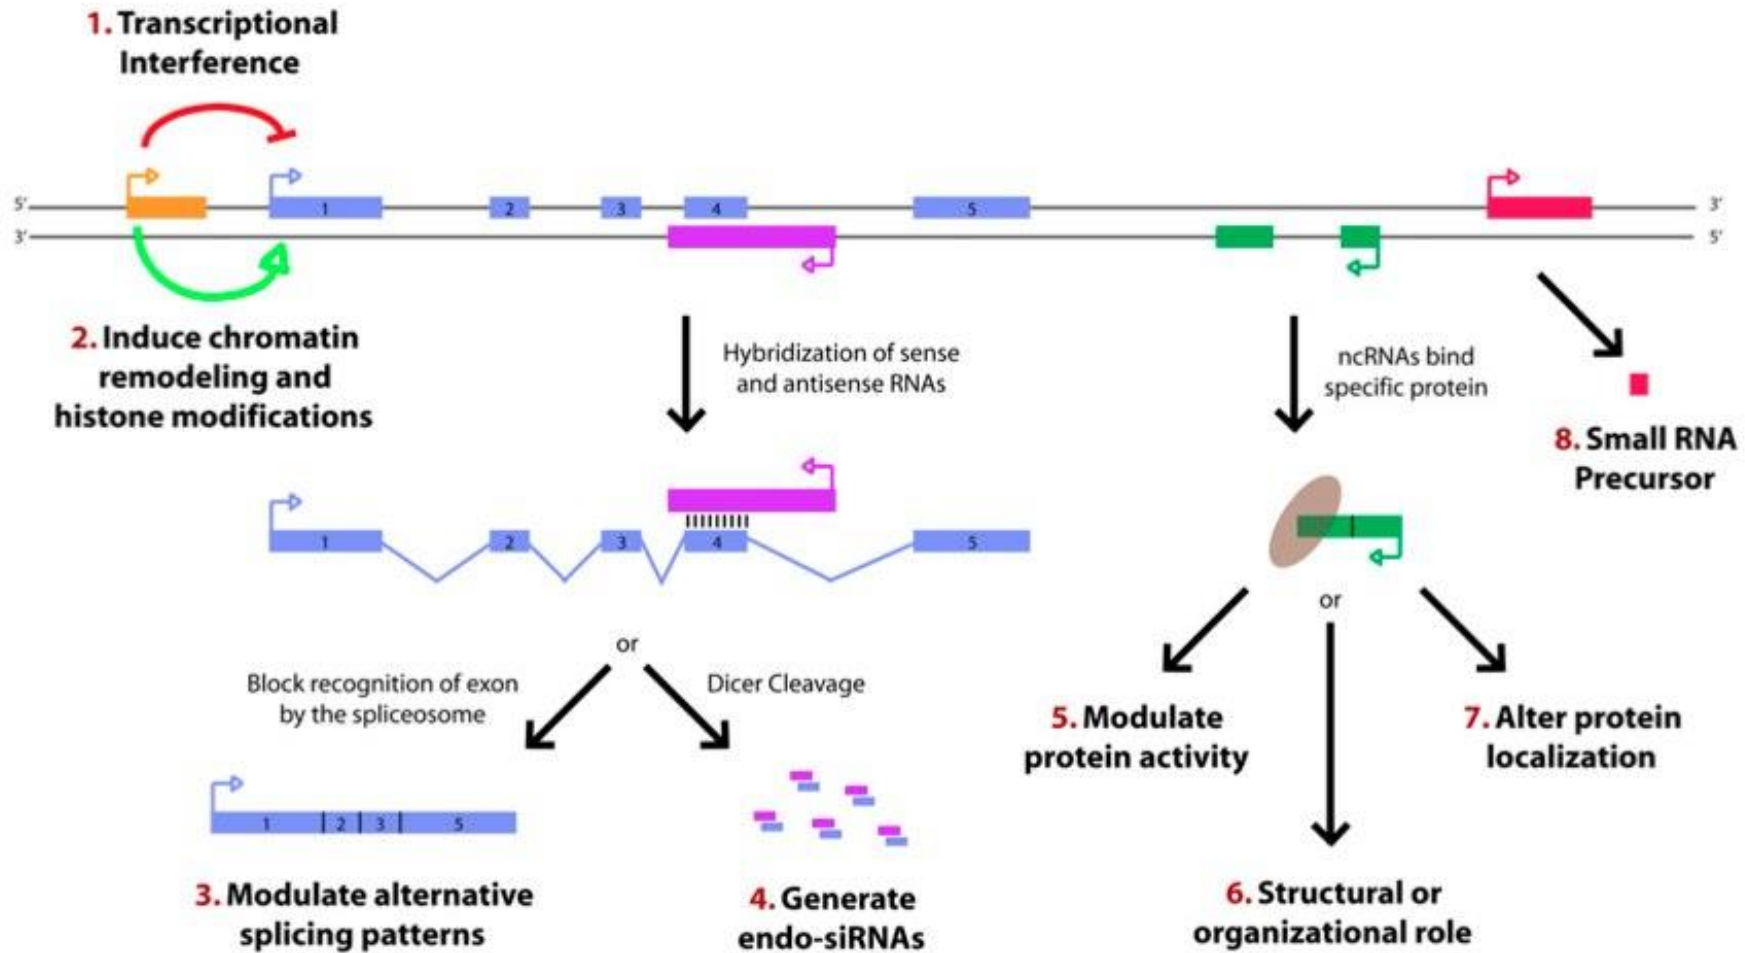 1. Transcriptional
Interference
5'
1
2
3
4
5
3'
3'
5'
2. Induce chromatin
remodeling and
histone modifications
Hybridization of sense
and antisense RNAs
ncRNAs bind
specific protein
8. Small RNA
Precursor
1
2
3
4
5
or
or
Block recognition of exon
by the spliceosome
Dicer Cleavage
1
2
3
5
3. Modulate alternative
splicing patterns
4. Generate
endo-siRNAs
5. Modulate
protein activity
7. Alter protein
localization
6. Structural or
organizational role